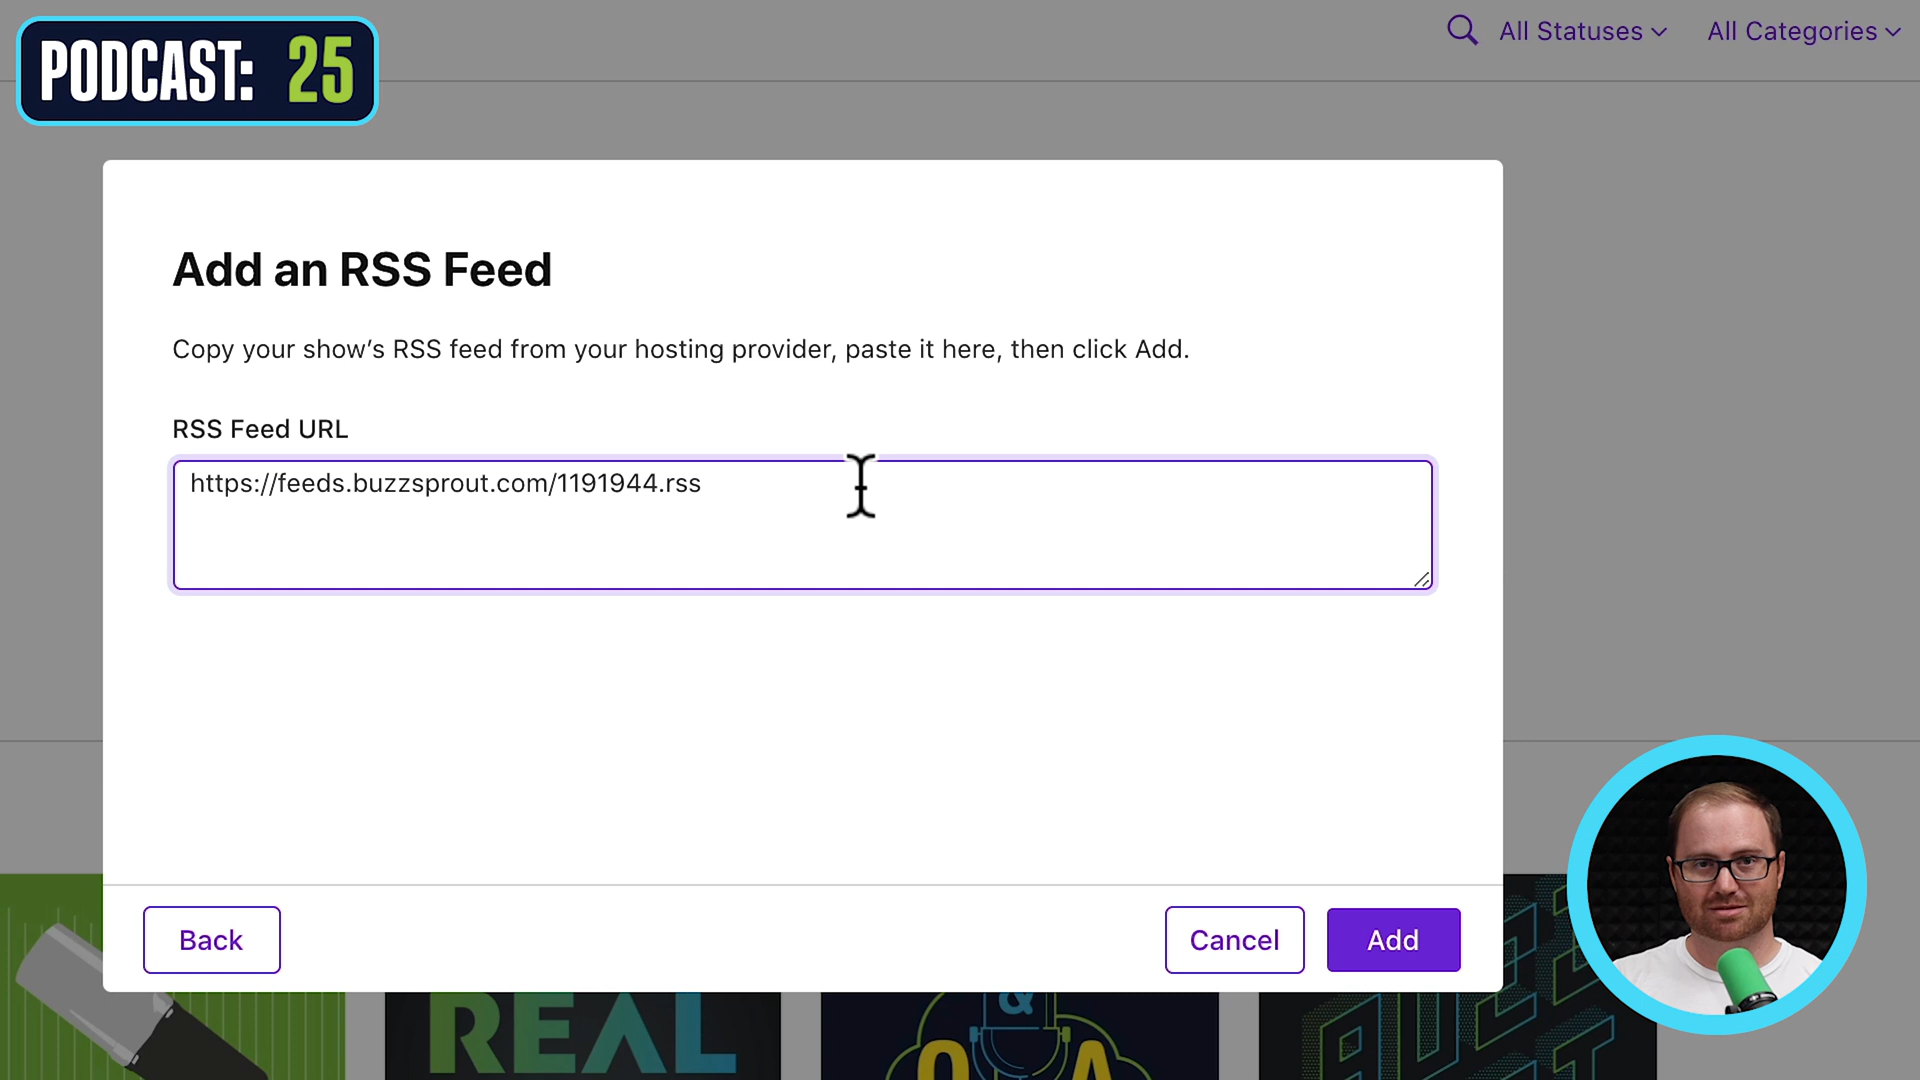 PODCAST: 25
All Statuses
All Categories
Add an RSS Feed
Copy your show’s RSS feed from your hosting provider, paste it here, then click Add.
RSS Feed URL
https://feeds.buzzsprout.com/1191944.rss
Back
Cancel
Add
REAL
&
Q A